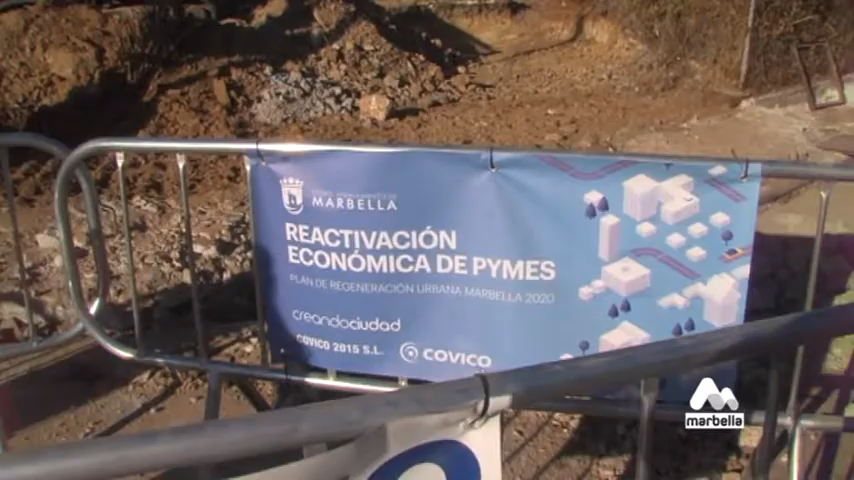 MARBELLA
REACTIVACIÓN
ECONÓMICA DE PYMES
PLAN DE REGENERACIÓN URBANA MARBELLA 2020
creandociudad
COVICO 2015 S.L.
COVICO
marbella